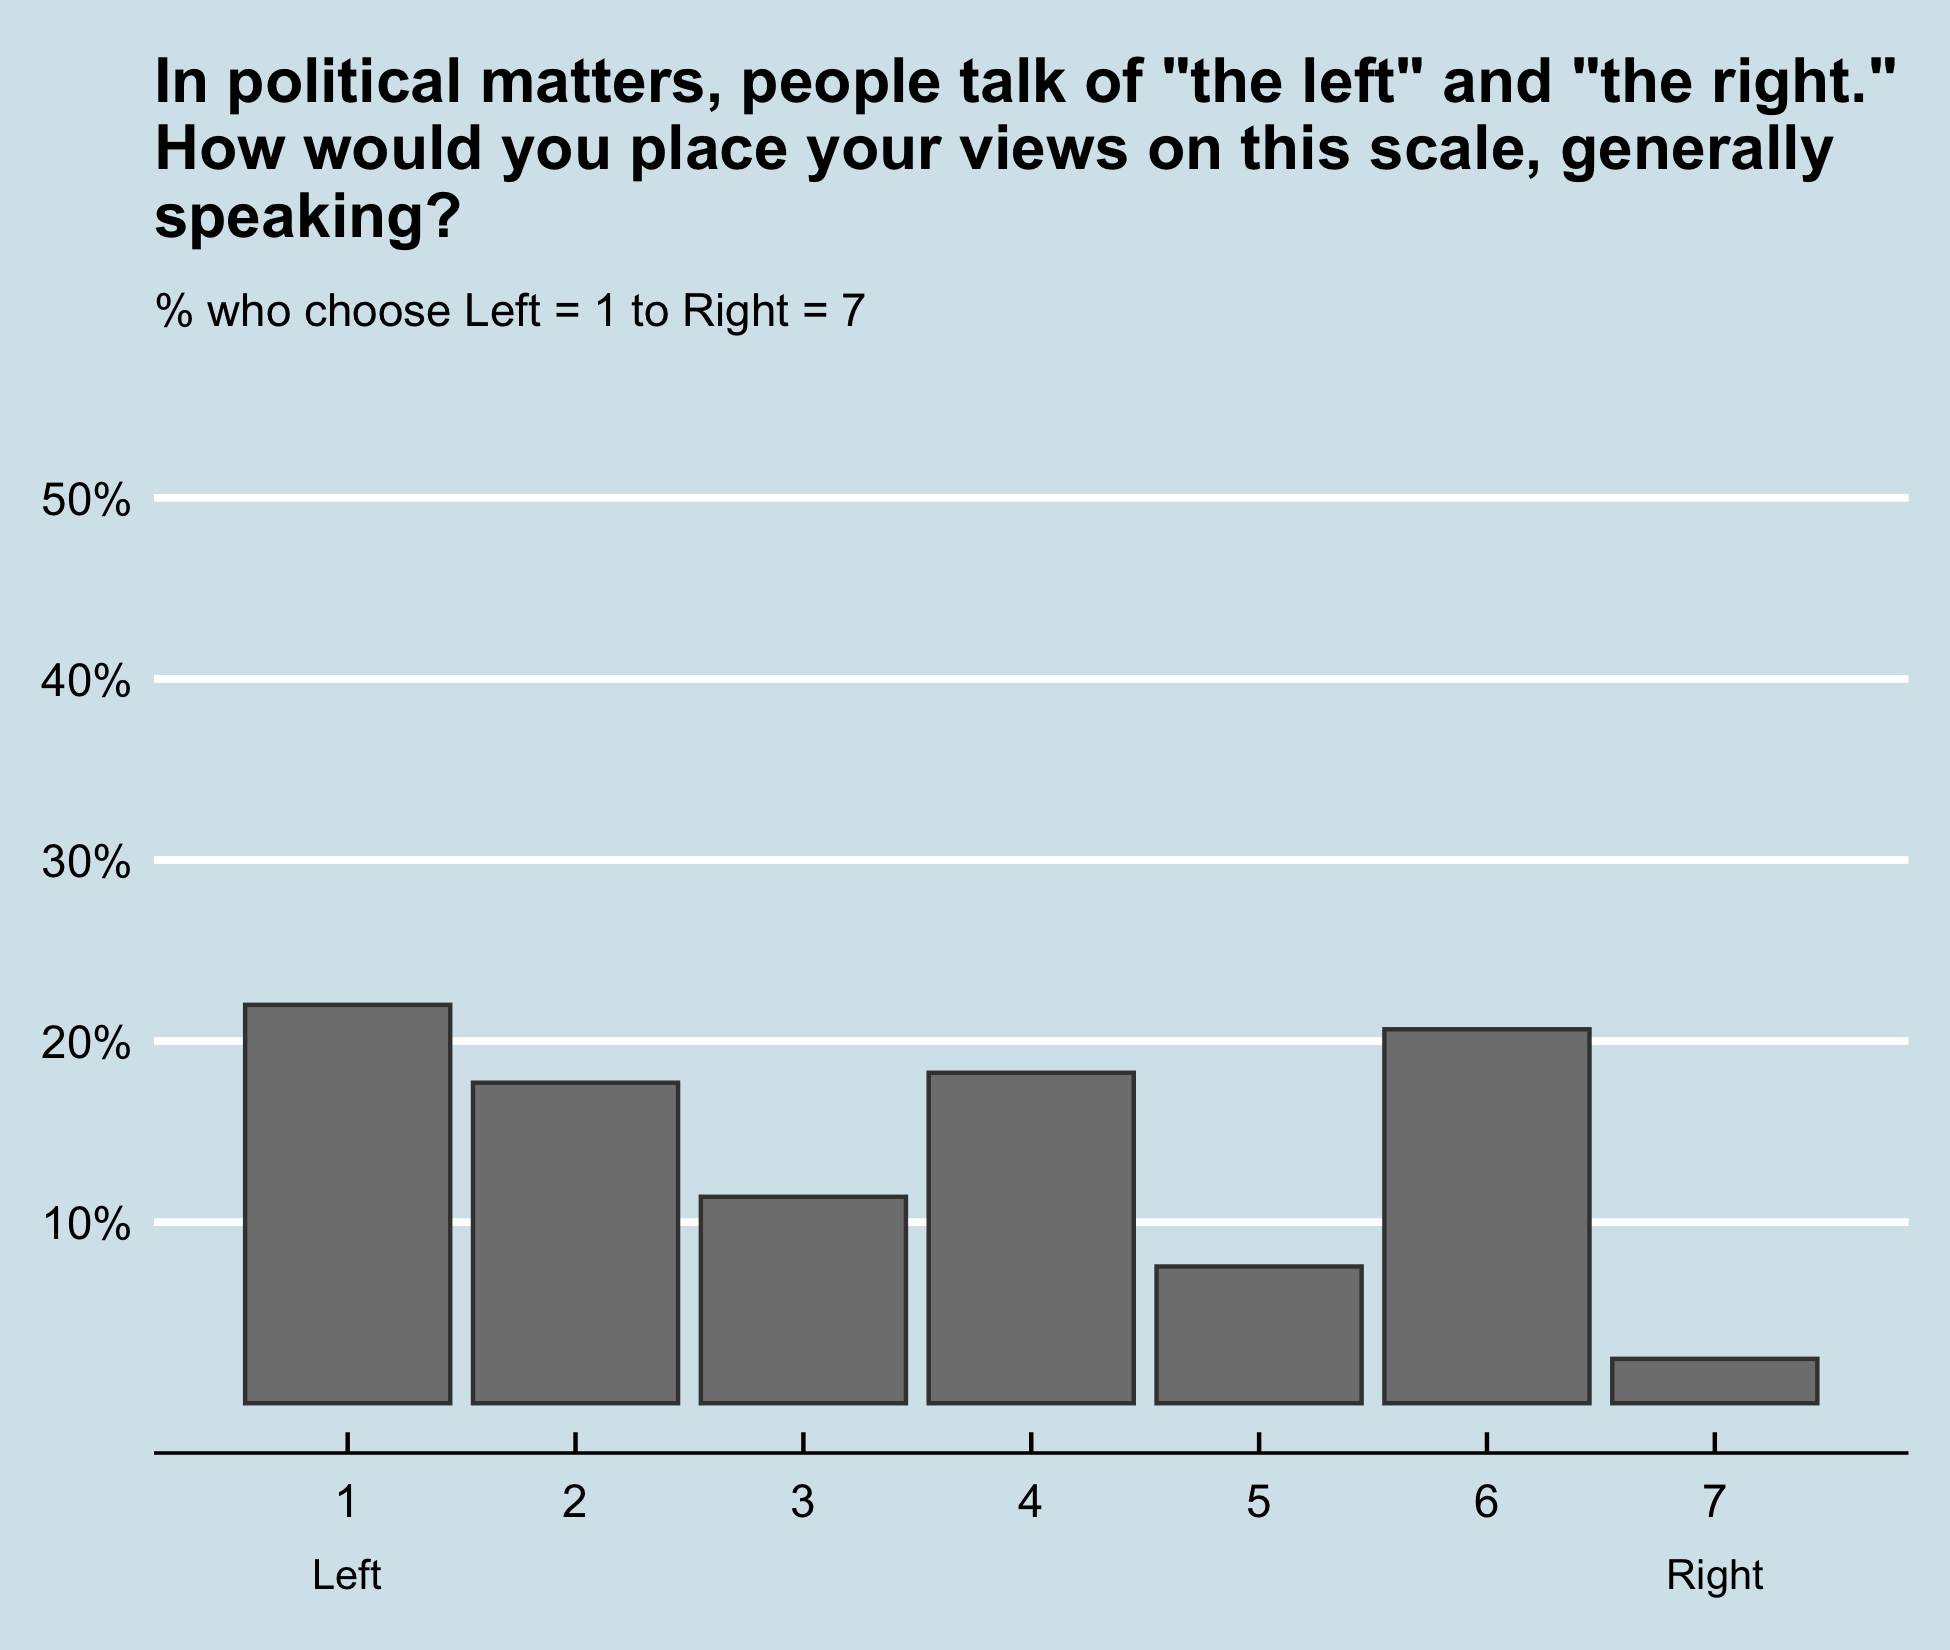 In political matters, people talk of "the left" and "the right."
How would you place your views on this scale, generally
speaking?
% who choose Left = 1 to Right = 7
50%
40%
30%
20%
10%
1 2 3 4 5 6 7
Left Right